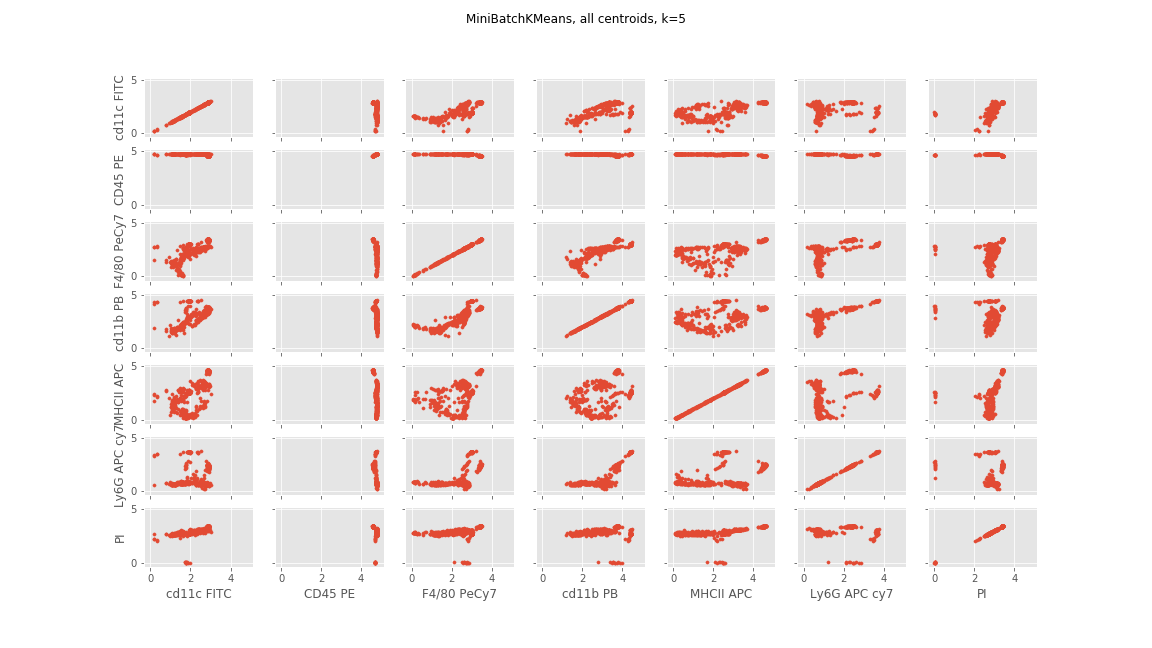 MiniBatchKMeans, all centroids, k=5
cd11c FITC
5
0
CD45 PE
5
0
F4/80 PeCy7
5
0
cd11b PB
5
0
MHCII APC
5
0
Ly6G APC cy7
5
0
PI
5
0
0 2 4 0 2 4 0 2 4 0 2 4 0 2 4 0 2 4 0 2 4
cd11c FITC CD45 PE F4/80 PeCy7 cd11b PB MHCII APC Ly6G APC cy7 PI